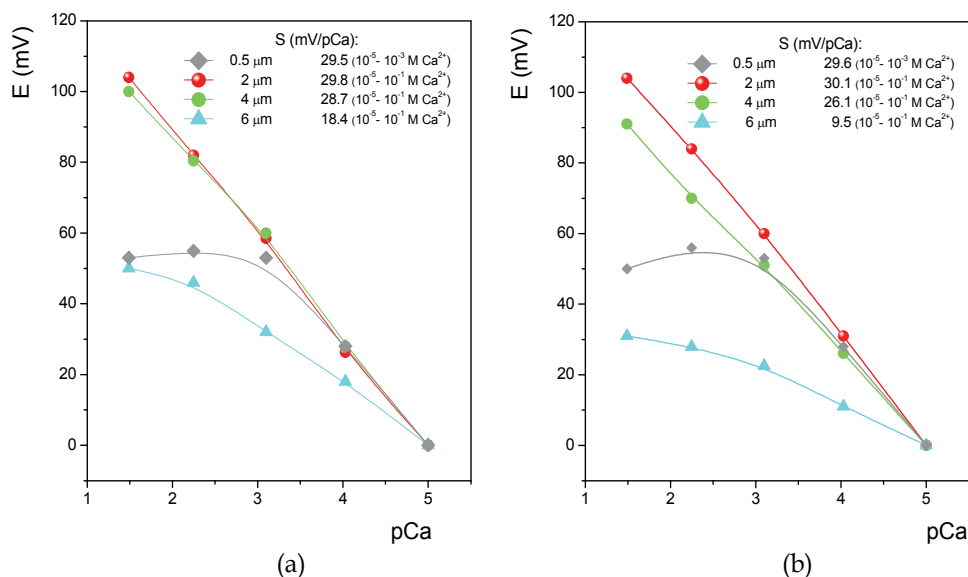 E (mV)
120
100
80
60
40
20
0
S (mV/pCa):
0.5 μm 29.5 (10⁻⁵- 10⁻³ M Ca²⁺)
2 μm 29.8 (10⁻⁵- 10⁻¹ M Ca²⁺)
4 μm 28.7 (10⁻⁵- 10⁻¹ M Ca²⁺)
6 μm 18.4 (10⁻⁵- 10⁻¹ M Ca²⁺)
1 2 3 4 5
pCa
(a)
E (mV)
120
100
80
60
40
20
0
S (mV/pCa):
0.5 μm 29.6 (10⁻⁵- 10⁻³ M Ca²⁺)
2 μm 30.1 (10⁻⁵- 10⁻¹ M Ca²⁺)
4 μm 26.1 (10⁻⁵- 10⁻¹ M Ca²⁺)
6 μm 9.5 (10⁻⁵- 10⁻¹ M Ca²⁺)
1 2 3 4 5
pCa
(b)